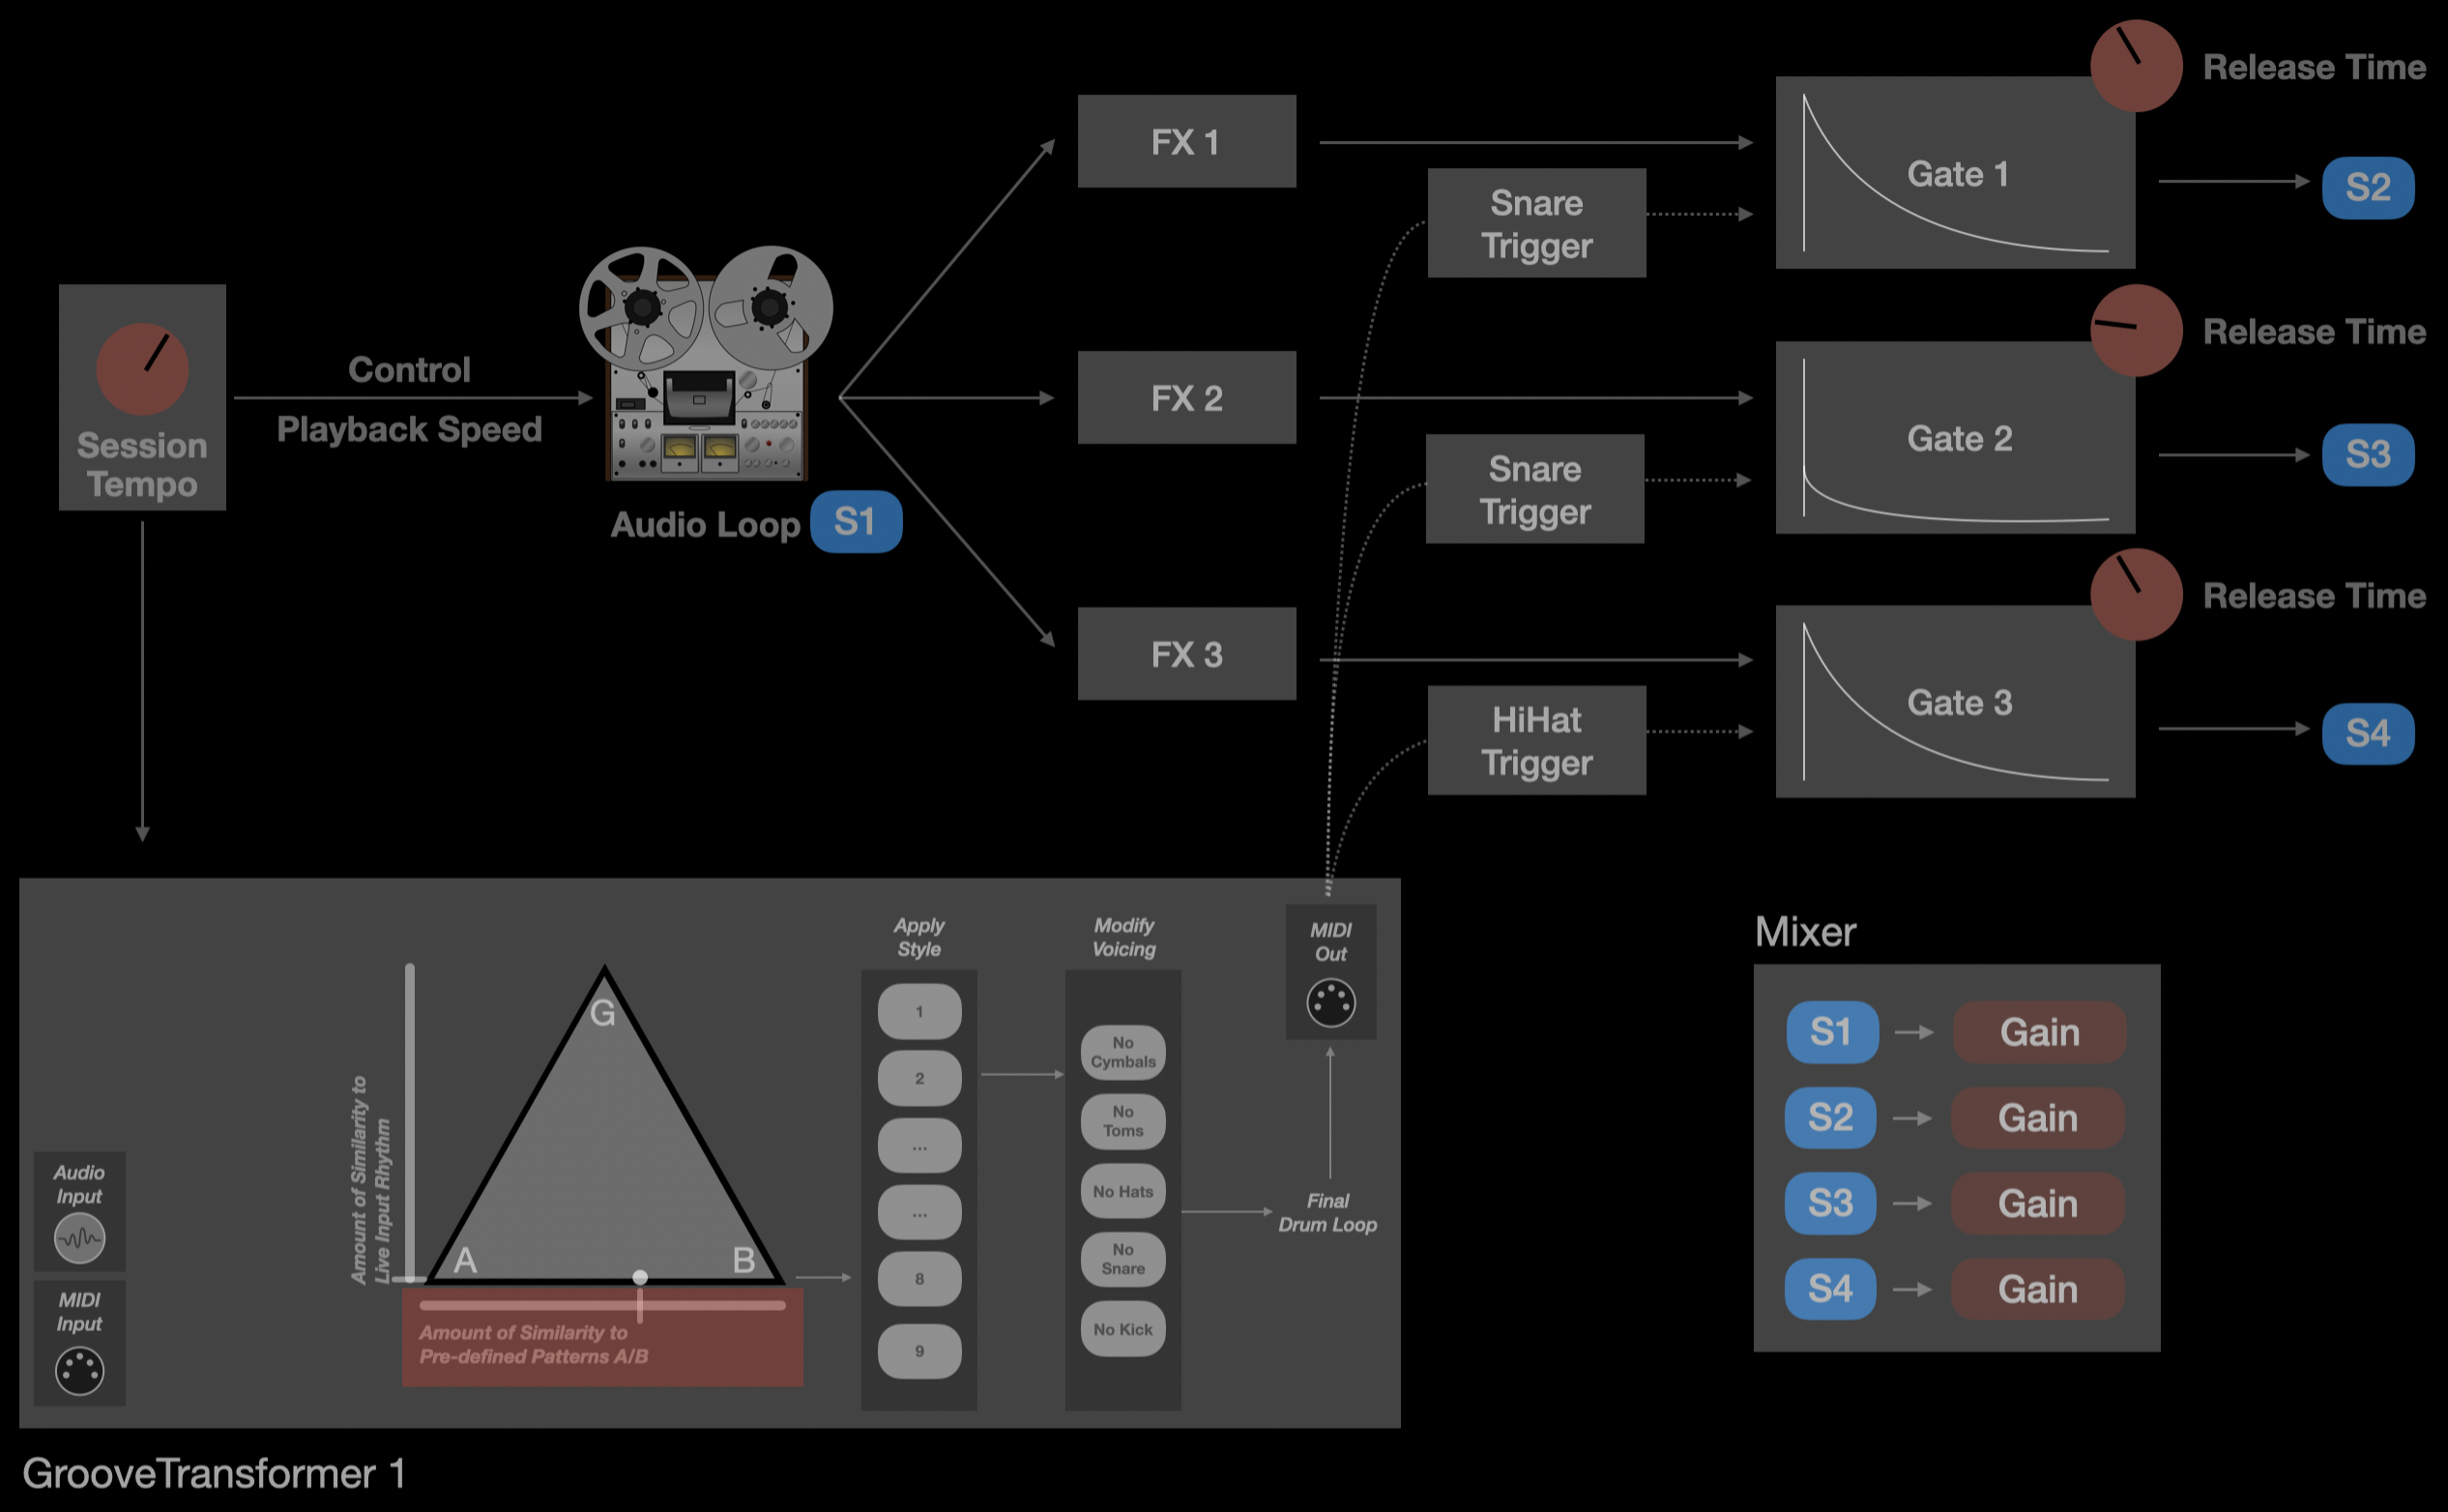 Release Time
FX 1
Gate 1
S2
Snare
Trigger
Session
Tempo
Control
Playback Speed
Audio Loop
S1
FX 2
Release Time
Gate 2
S3
Snare
Trigger
FX 3
Release Time
Gate 3
S4
HiHat
Trigger
Audio
Input
MIDI
Input
Amount of Similarity to
Live Input Rhythm
G
A
B
Amount of Similarity to
Pre-defined Patterns A/B
Apply
Style
1
2
...
...
8
9
Modify
Voicing
No
Cymbals
No
Toms
No Hats
No
Snare
No Kick
Final
Drum Loop
MIDI
Out
GrooveTransformer 1
Mixer
S1
Gain
S2
Gain
S3
Gain
S4
Gain